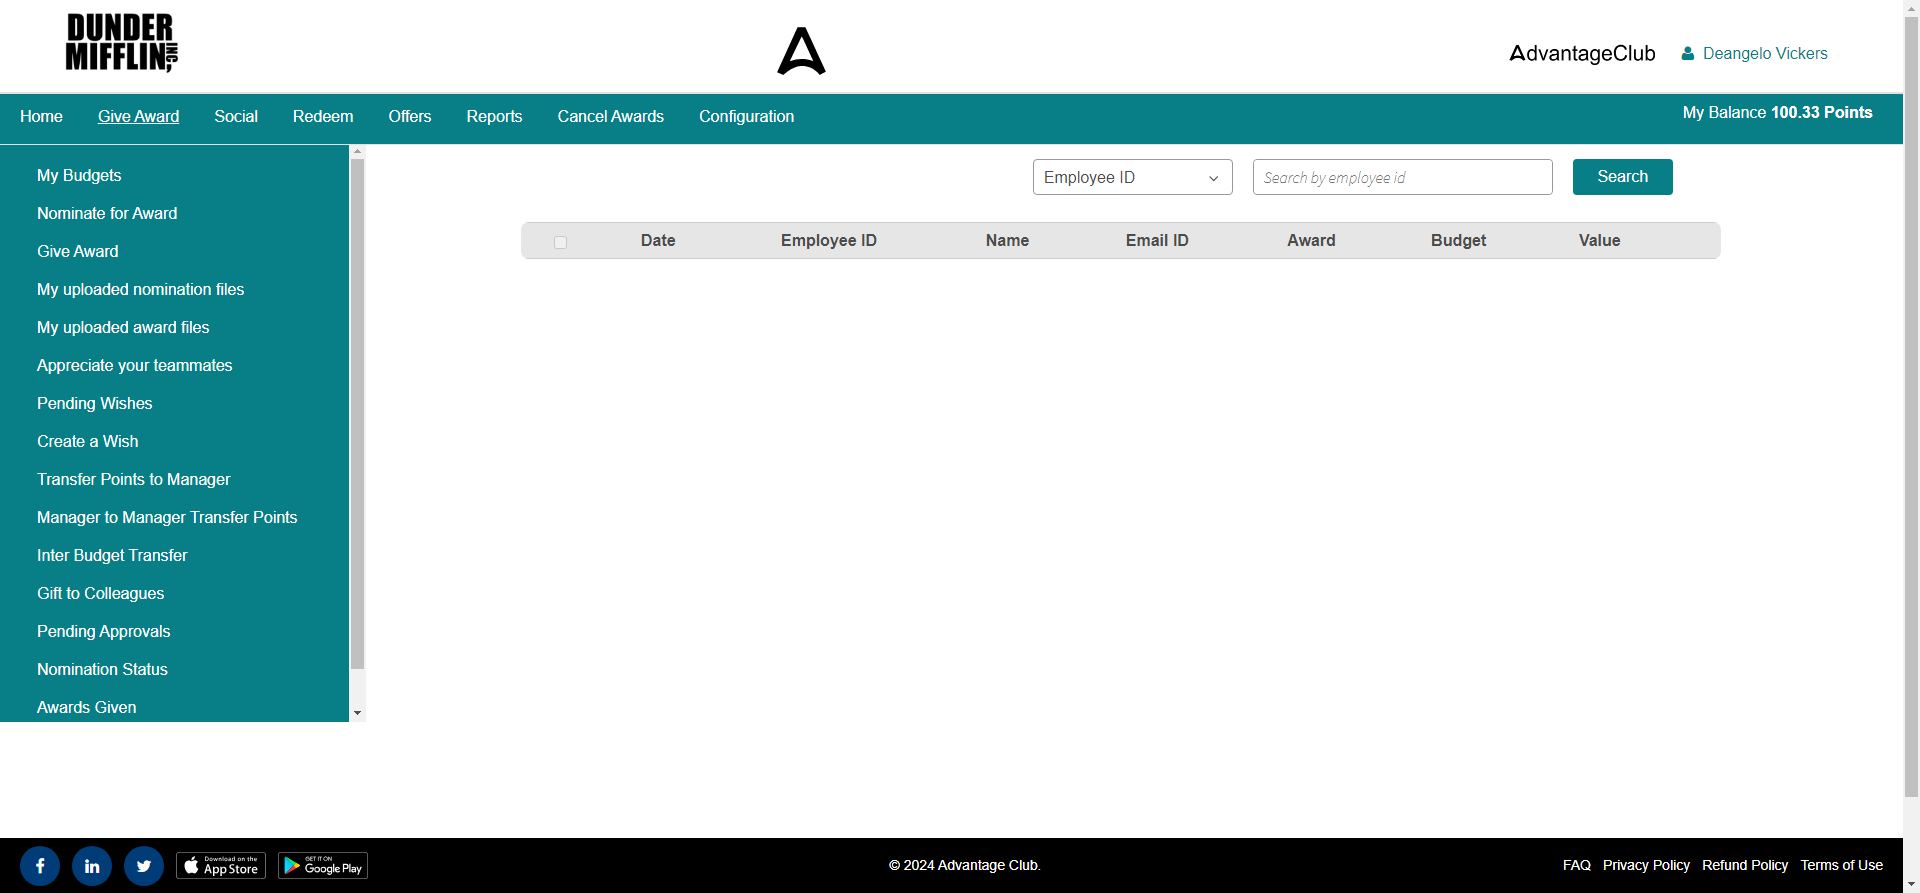 DUNDER
MIFFLIN, INC
AdvantageClub
Deangelo Vickers
Home
Give Award
Social
Redeem
Offers
Reports
Cancel Awards
Configuration
My Balance 100.33 Points
My Budgets
Nominate for Award
Give Award
My uploaded nomination files
My uploaded award files
Appreciate your teammates
Pending Wishes
Create a Wish
Transfer Points to Manager
Manager to Manager Transfer Points
Inter Budget Transfer
Gift to Colleagues
Pending Approvals
Nomination Status
Awards Given
Employee ID
Search by employee id
Search
Date
Employee ID
Name
Email ID
Award
Budget
Value
Download on the
App Store
GET IT ON
Google Play
© 2024 Advantage Club.
FAQ
Privacy Policy
Refund Policy
Terms of Use